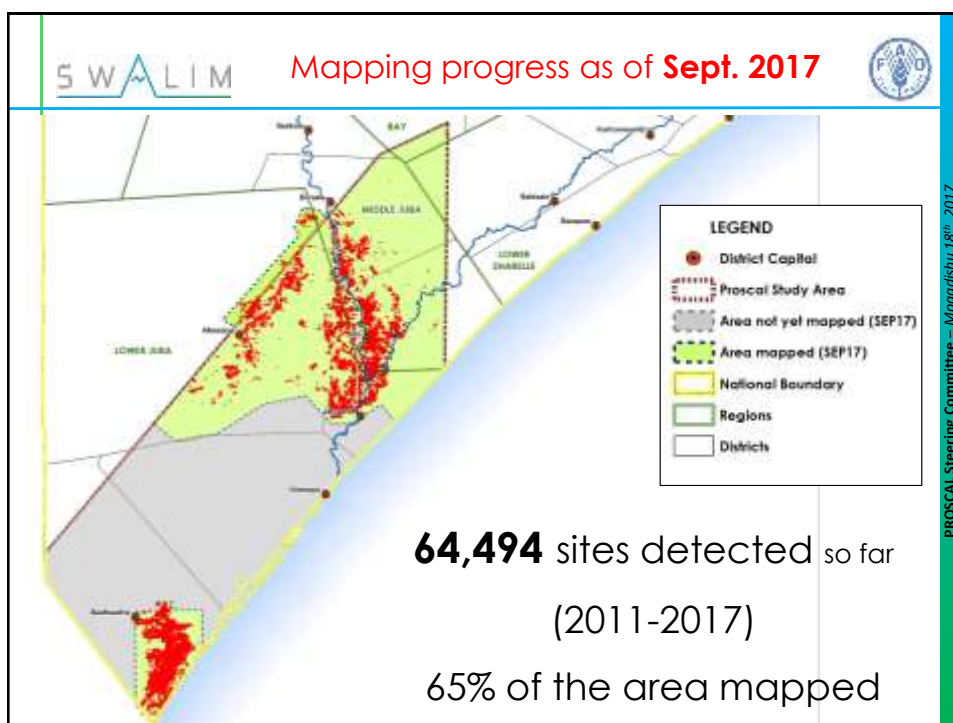 SWALIM
Mapping progress as of Sept. 2017
FAO
BAY
MIDDLE JUBA
LOWER
SHABELLE
LOWER JUBA
LEGEND
District Capital
Proscal Study Area
Area not yet mapped (SEP17)
Area mapped (SEP17)
National Boundary
Regions
Districts
64,494 sites detected so far
(2011-2017)
65% of the area mapped
PROSCAL Steering Committee – Mogadishu 18th, 2017